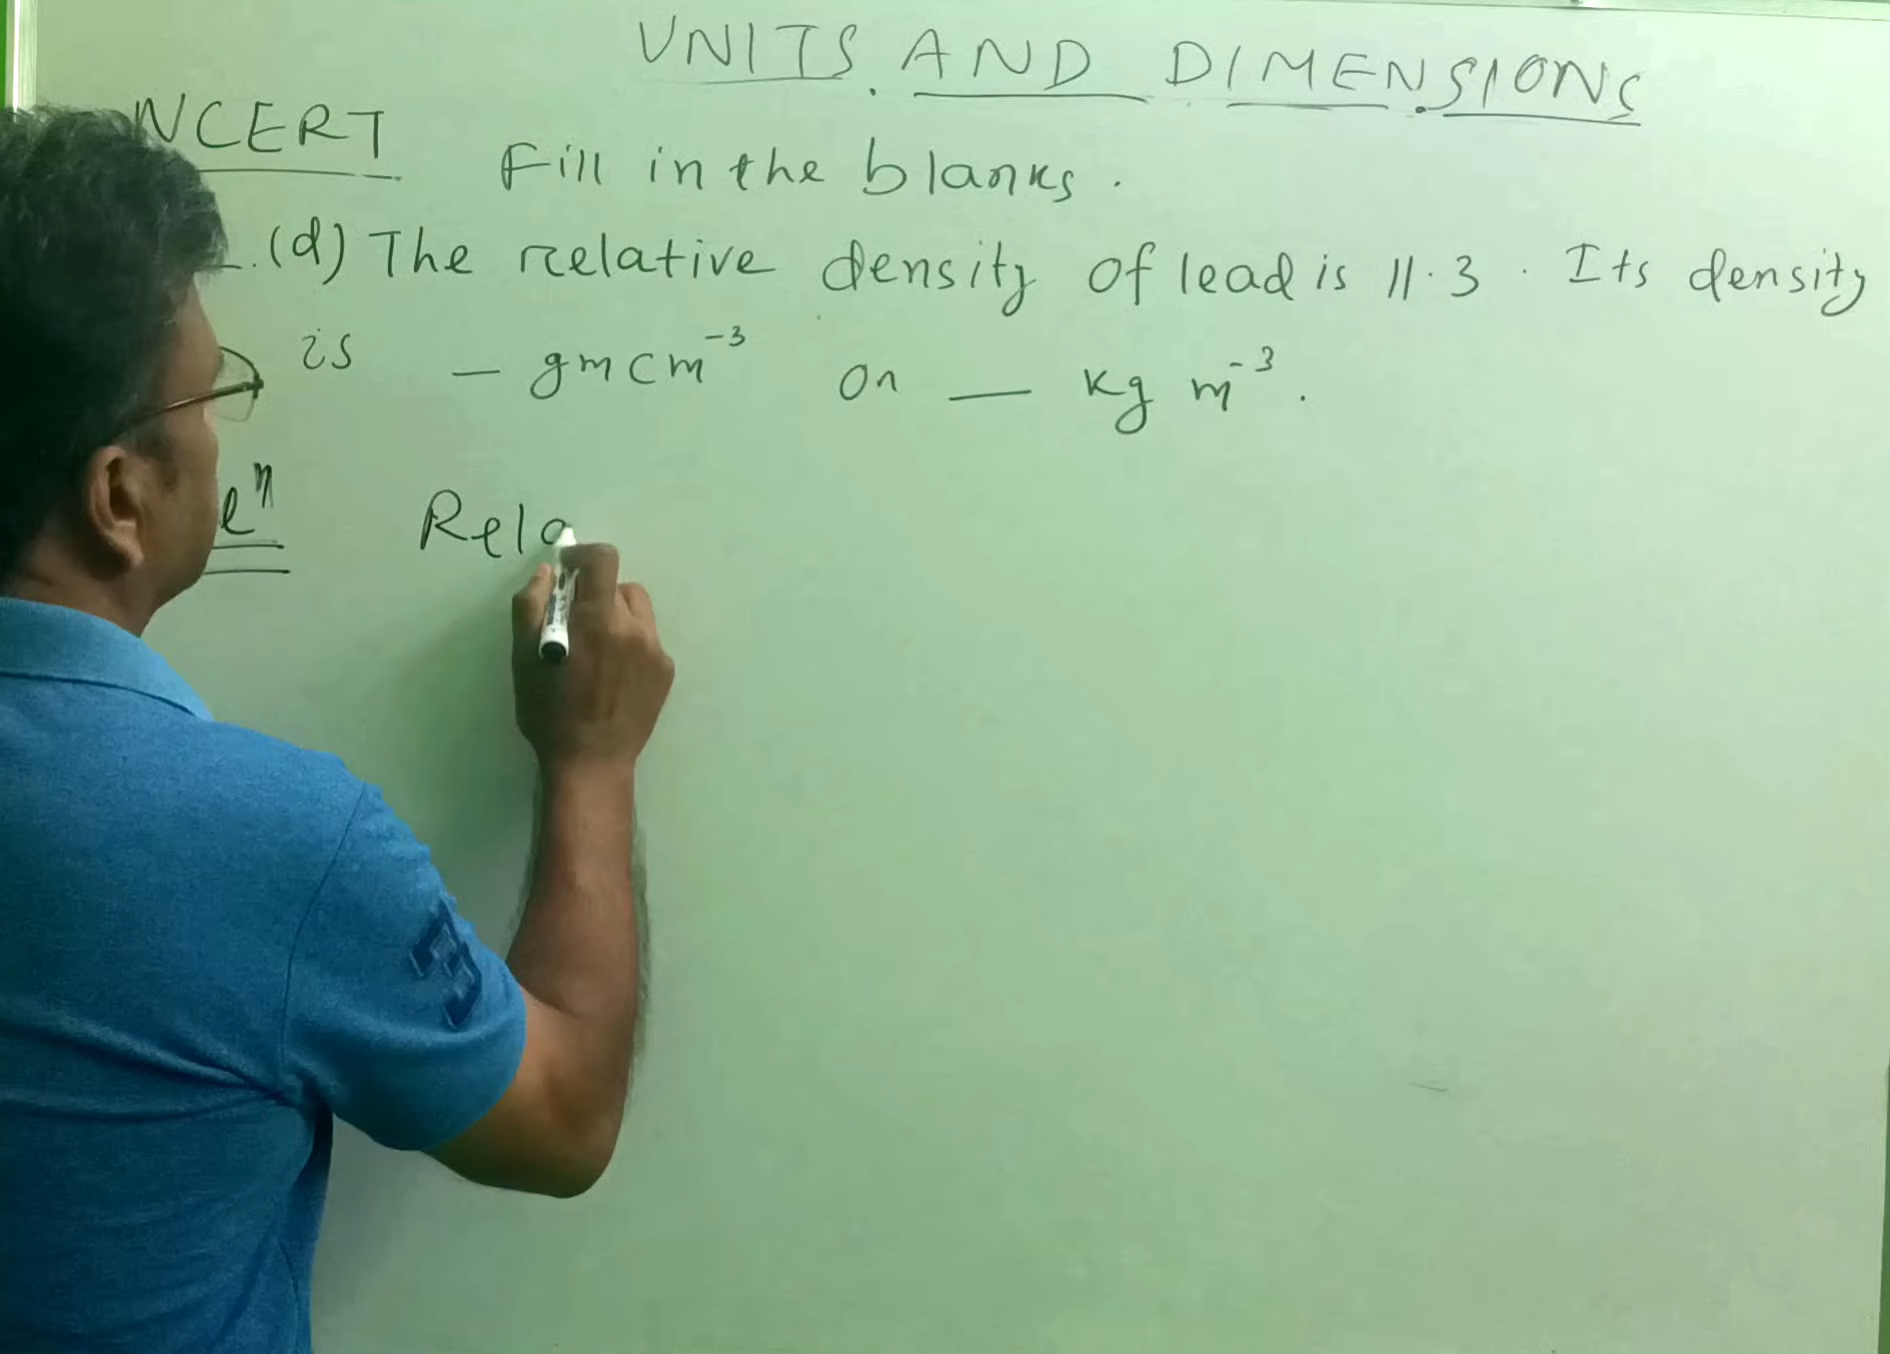 UNITS AND DIMENSIONS
NCERT Fill in the blanks.
(d) The relative density of lead is 11.3. Its density
is — gm cm⁻³ or — kg m⁻³.
Rela